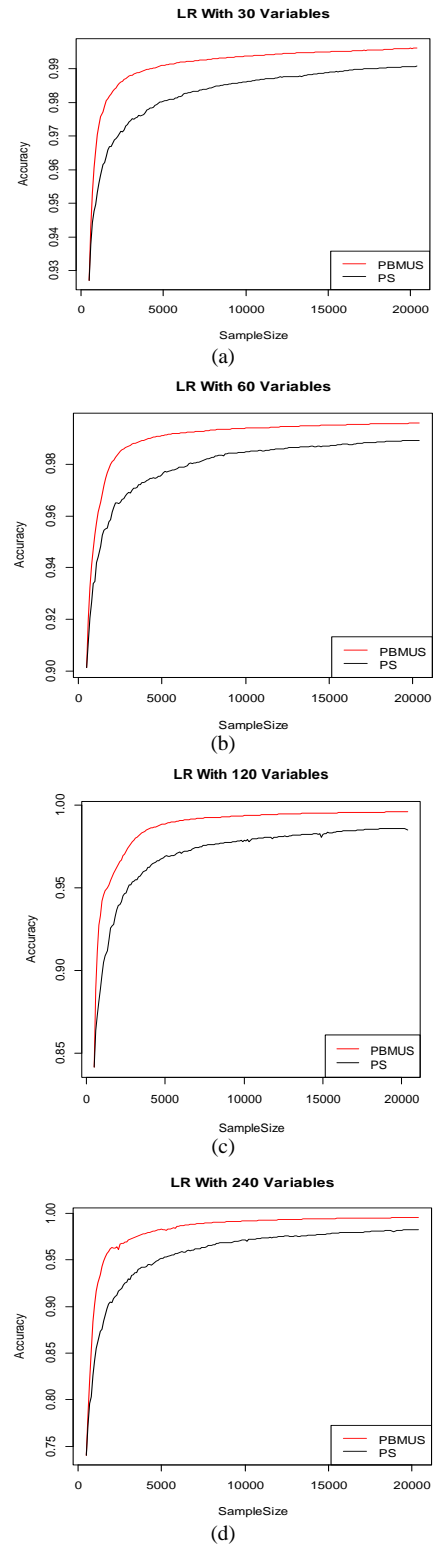 LR With 30 Variables
Accuracy
0.93 0.94 0.95 0.96 0.97 0.98 0.99
PBMUS
PS
0 5000 10000 15000 20000
SampleSize
(a)
LR With 60 Variables
Accuracy
0.90 0.92 0.94 0.96 0.98
PBMUS
PS
0 5000 10000 15000 20000
SampleSize
(b)
LR With 120 Variables
Accuracy
0.85 0.90 0.95 1.00
PBMUS
PS
0 5000 10000 15000 20000
SampleSize
(c)
LR With 240 Variables
Accuracy
0.75 0.80 0.85 0.90 0.95 1.00
PBMUS
PS
0 5000 10000 15000 20000
SampleSize
(d)